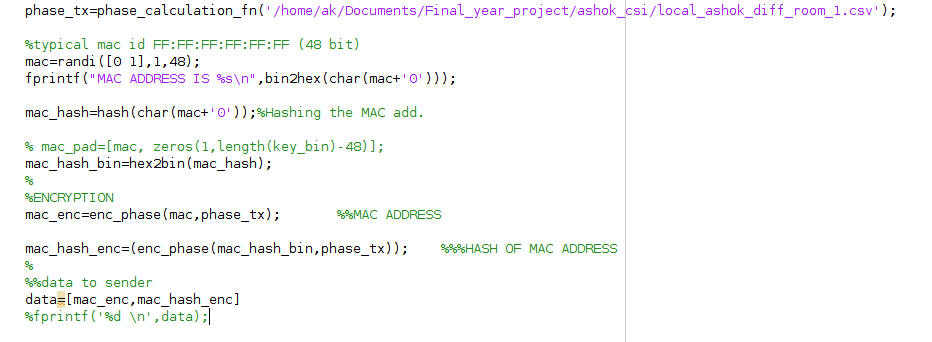 phase_tx=phase_calculation_fn('/home/ak/Documents/Final_year_project/ashok_csi/local_ashok_diff_room_1.csv');
%typical mac id FF:FF:FF:FF:FF:FF (48 bit)
mac=randi([0 1],1,48);
fprintf("MAC ADDRESS IS %s\n",bin2hex(char(mac+'0')));
mac_hash=hash(char(mac+'0'));%Hashing the MAC add.
% mac_pad=[mac, zeros(1,length(key_bin)-48)];
mac_hash_bin=hex2bin(mac_hash);
%
%ENCRYPTION
mac_enc=enc_phase(mac,phase_tx);       %%MAC ADDRESS
mac_hash_enc=(enc_phase(mac_hash_bin,phase_tx));    %%%HASH OF MAC ADDRESS
%
%%data to sender
data=[mac_enc,mac_hash_enc]
%fprintf('%d \n',data);